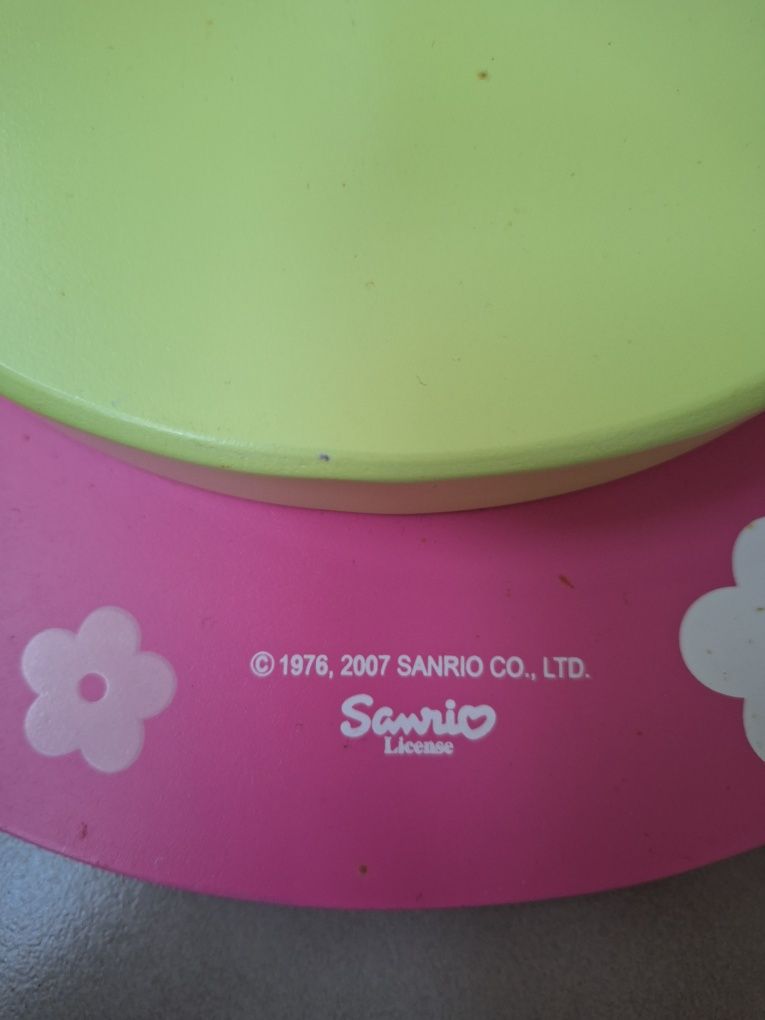 © 1976, 2007 SANRIO CO., LTD.
Sanrio
License